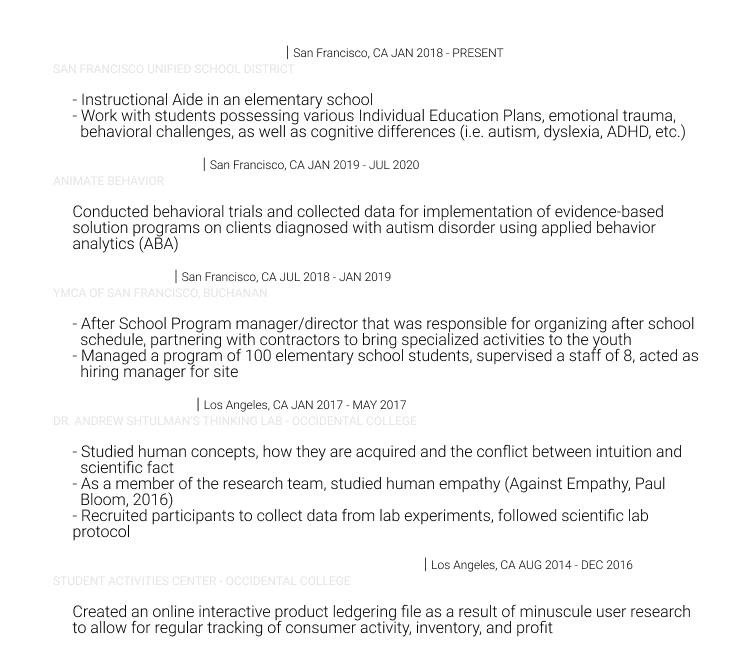 | San Francisco, CA JAN 2018 - PRESENT
SAN FRANCISCO UNIFIED SCHOOL DISTRICT
- Instructional Aide in an elementary school
- Work with students possessing various Individual Education Plans, emotional trauma,
behavioral challenges, as well as cognitive differences (i.e. autism, dyslexia, ADHD, etc.)
| San Francisco, CA JAN 2019 - JUL 2020
ANIMATE BEHAVIOR
Conducted behavioral trials and collected data for implementation of evidence-based
solution programs on clients diagnosed with autism disorder using applied behavior
analytics (ABA)
| San Francisco, CA JUL 2018 - JAN 2019
YMCA OF SAN FRANCISCO, BUCHANAN
- After School Program manager/director that was responsible for organizing after school
schedule, partnering with contractors to bring specialized activities to the youth
- Managed a program of 100 elementary school students, supervised a staff of 8, acted as
hiring manager for site
| Los Angeles, CA JAN 2017 - MAY 2017
DR. ANDREW SHTULMAN'S THINKING LAB - OCCIDENTAL COLLEGE
- Studied human concepts, how they are acquired and the conflict between intuition and
scientific fact
- As a member of the research team, studied human empathy (Against Empathy, Paul
Bloom, 2016)
- Recruited participants to collect data from lab experiments, followed scientific lab
protocol
| Los Angeles, CA AUG 2014 - DEC 2016
STUDENT ACTIVITIES CENTER - OCCIDENTAL COLLEGE
Created an online interactive product ledgering file as a result of minuscule user research
to allow for regular tracking of consumer activity, inventory, and profit